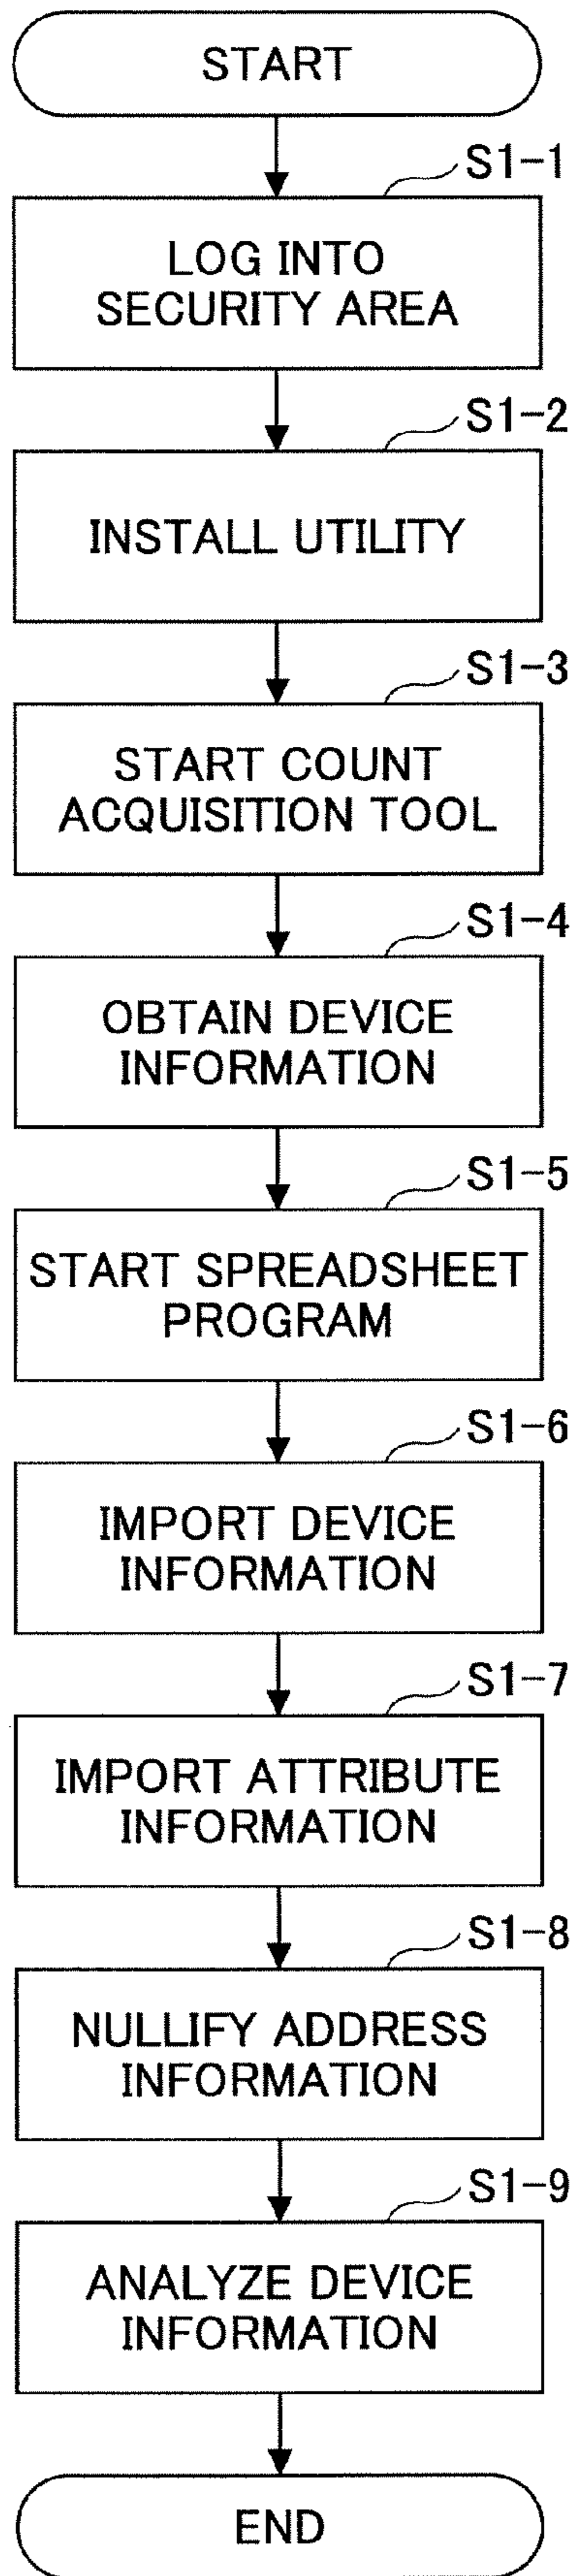 START
S1-1
LOG INTO
SECURITY AREA
S1-2
INSTALL UTILITY
S1-3
START COUNT
ACQUISITION TOOL
S1-4
OBTAIN DEVICE
INFORMATION
S1-5
START SPREADSHEET
PROGRAM
S1-6
IMPORT DEVICE
INFORMATION
S1-7
IMPORT ATTRIBUTE
INFORMATION
S1-8
NULLIFY ADDRESS
INFORMATION
S1-9
ANALYZE DEVICE
INFORMATION
END